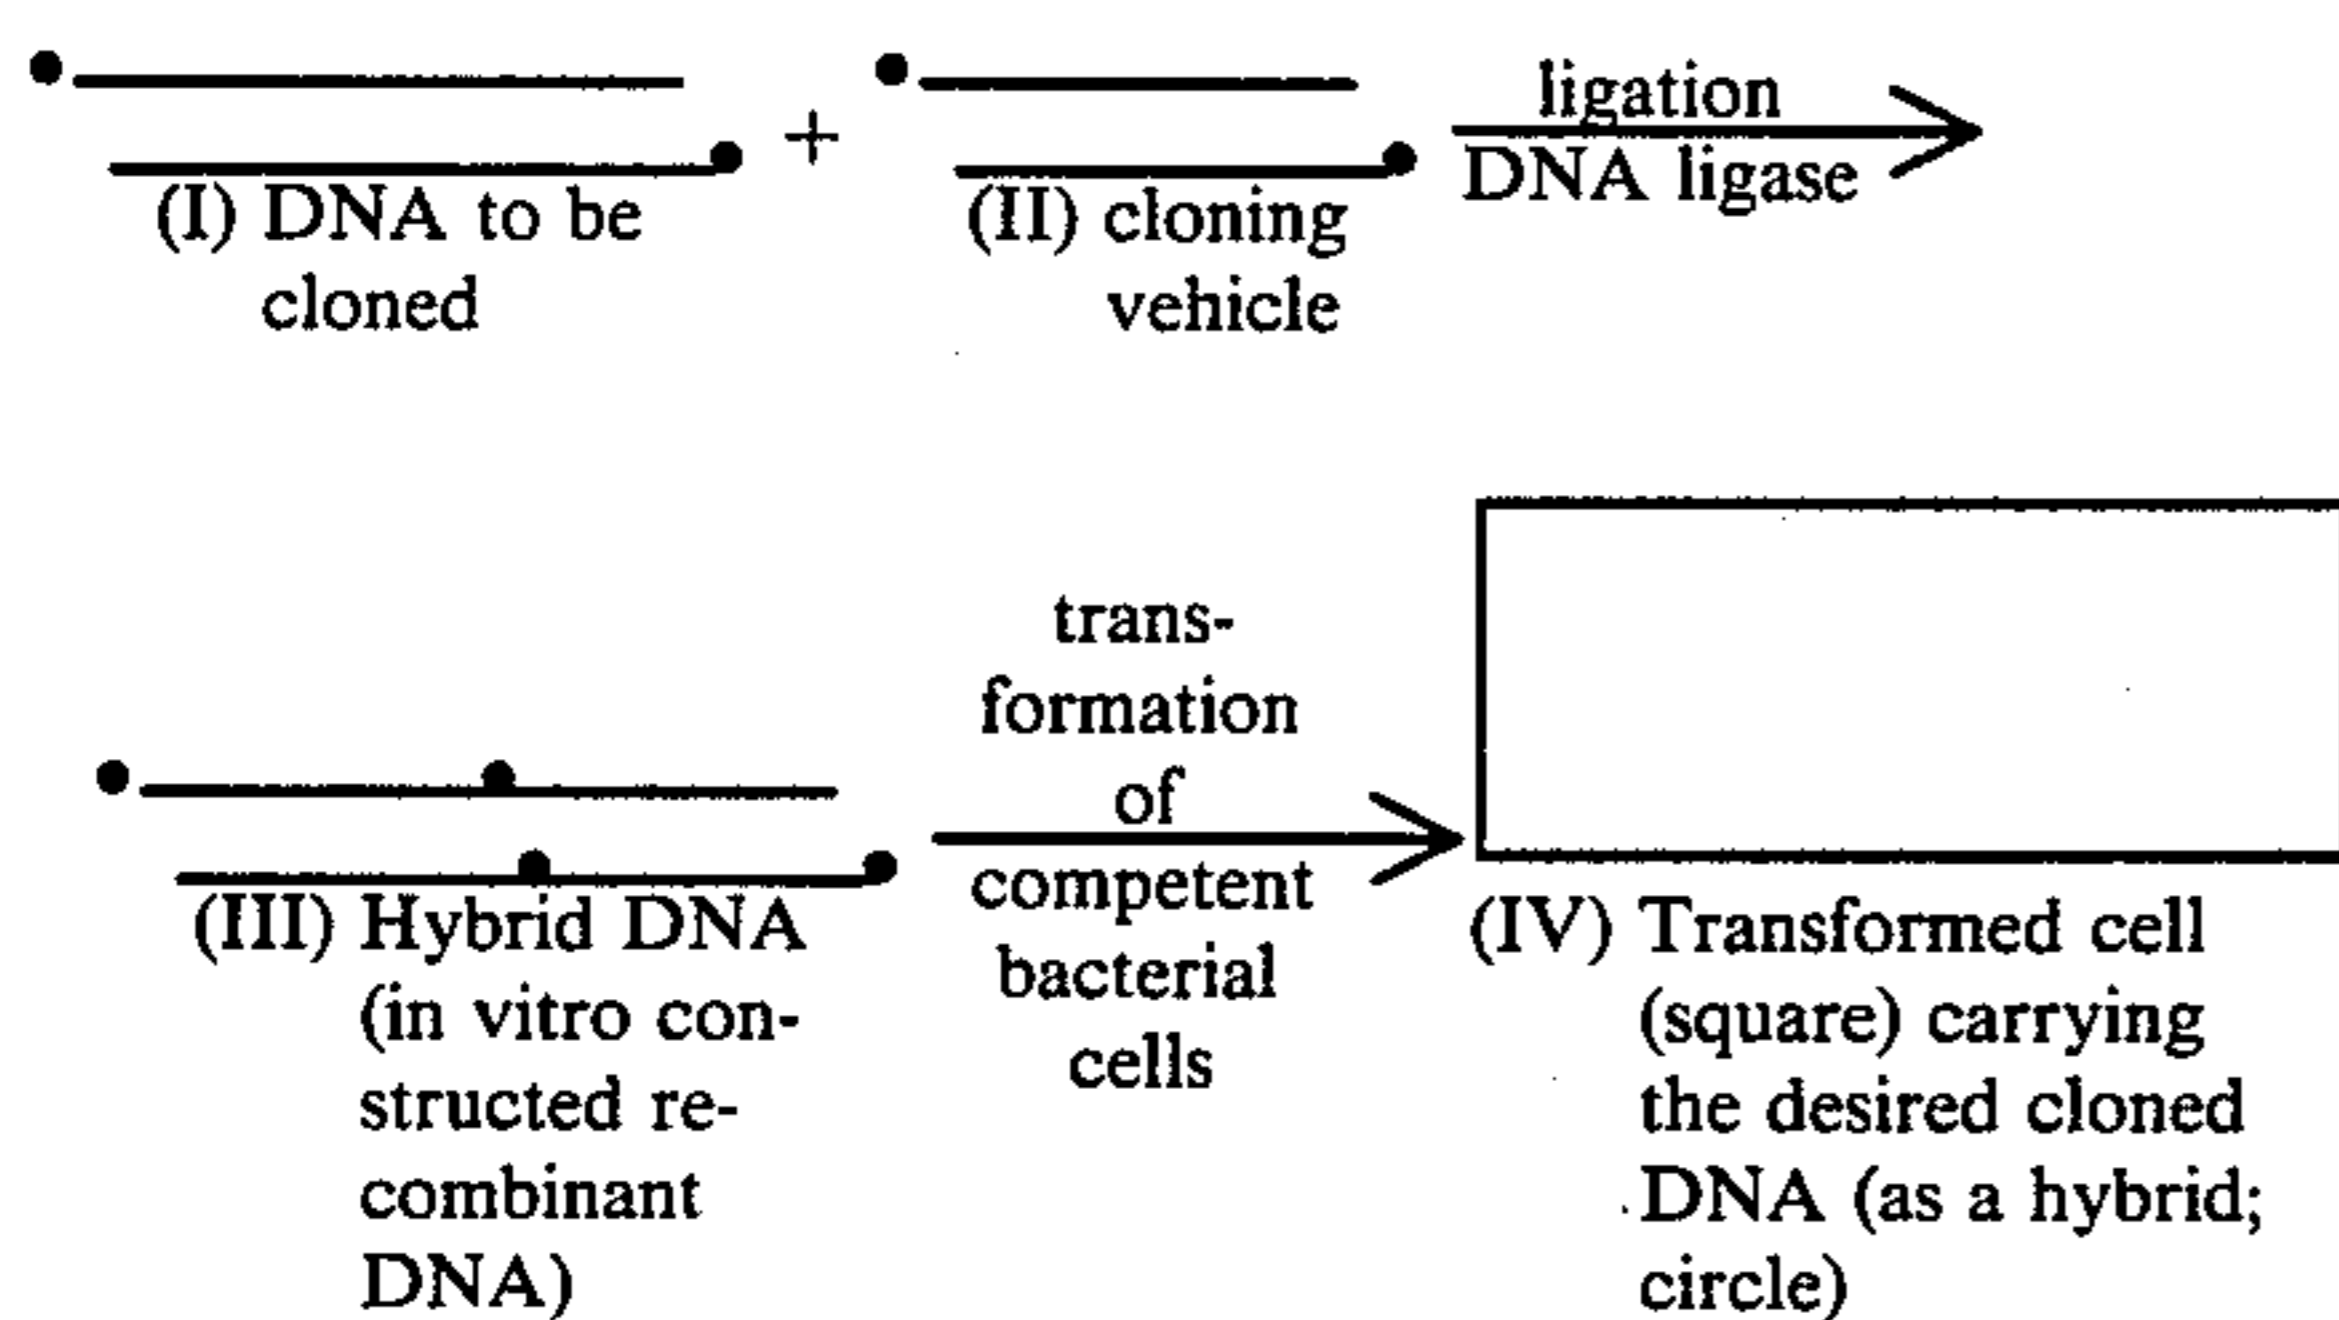 +
ligation
DNA ligase
(I) DNA to be
cloned
(II) cloning
vehicle
trans-
formation
of
competent
bacterial
cells
(III) Hybrid DNA
(in vitro con-
structed re-
combinant
DNA)
(IV) Transformed cell
(square) carrying
the desired cloned
DNA (as a hybrid;
circle)